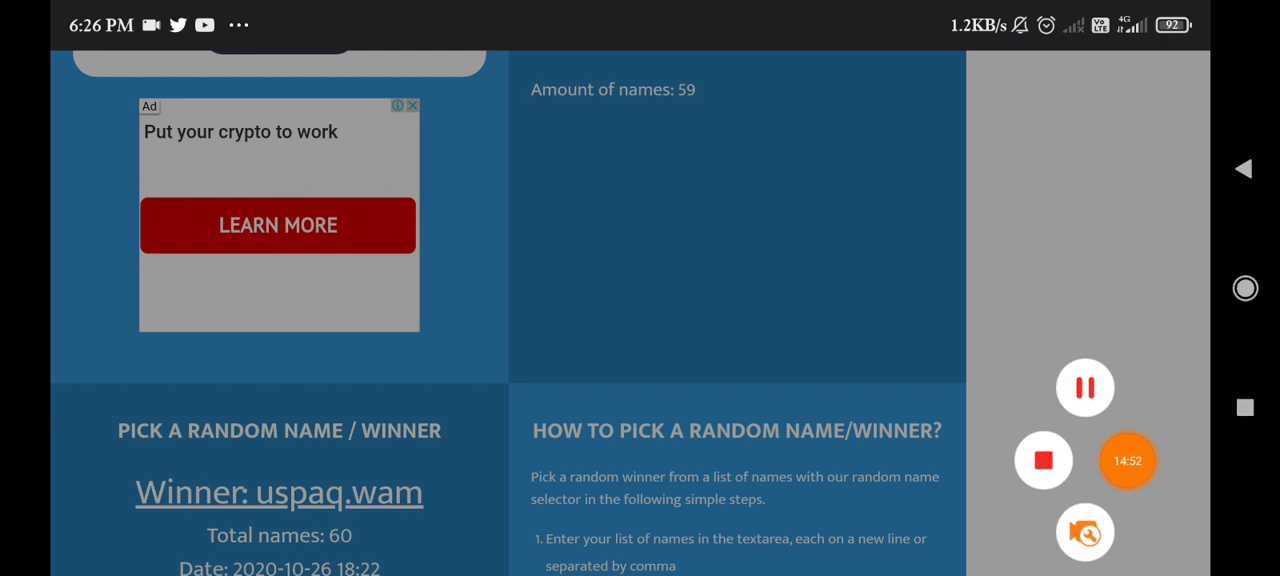 6:26 PM
1.2KB/s
Vo LTE
4G
92
Amount of names: 59
Ad
Put your crypto to work
LEARN MORE
PICK A RANDOM NAME / WINNER
Winner: uspaq.wam
Total names: 60
Date: 2020-10-26 18:22
HOW TO PICK A RANDOM NAME/WINNER?
Pick a random winner from a list of names with our random name
selector in the following simple steps.
1. Enter your list of names in the textarea, each on a new line or
separated by comma
14:52